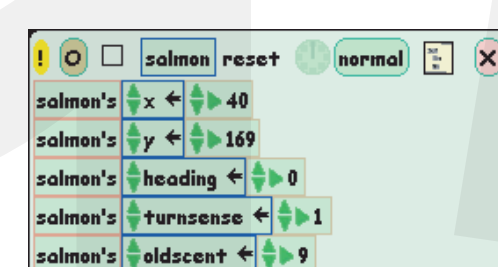 ! O salmon reset normal X
salmon's x ← 40
salmon's y ← 169
salmon's heading ← 0
salmon's turnsense ← 1
salmon's oldscent ← 9